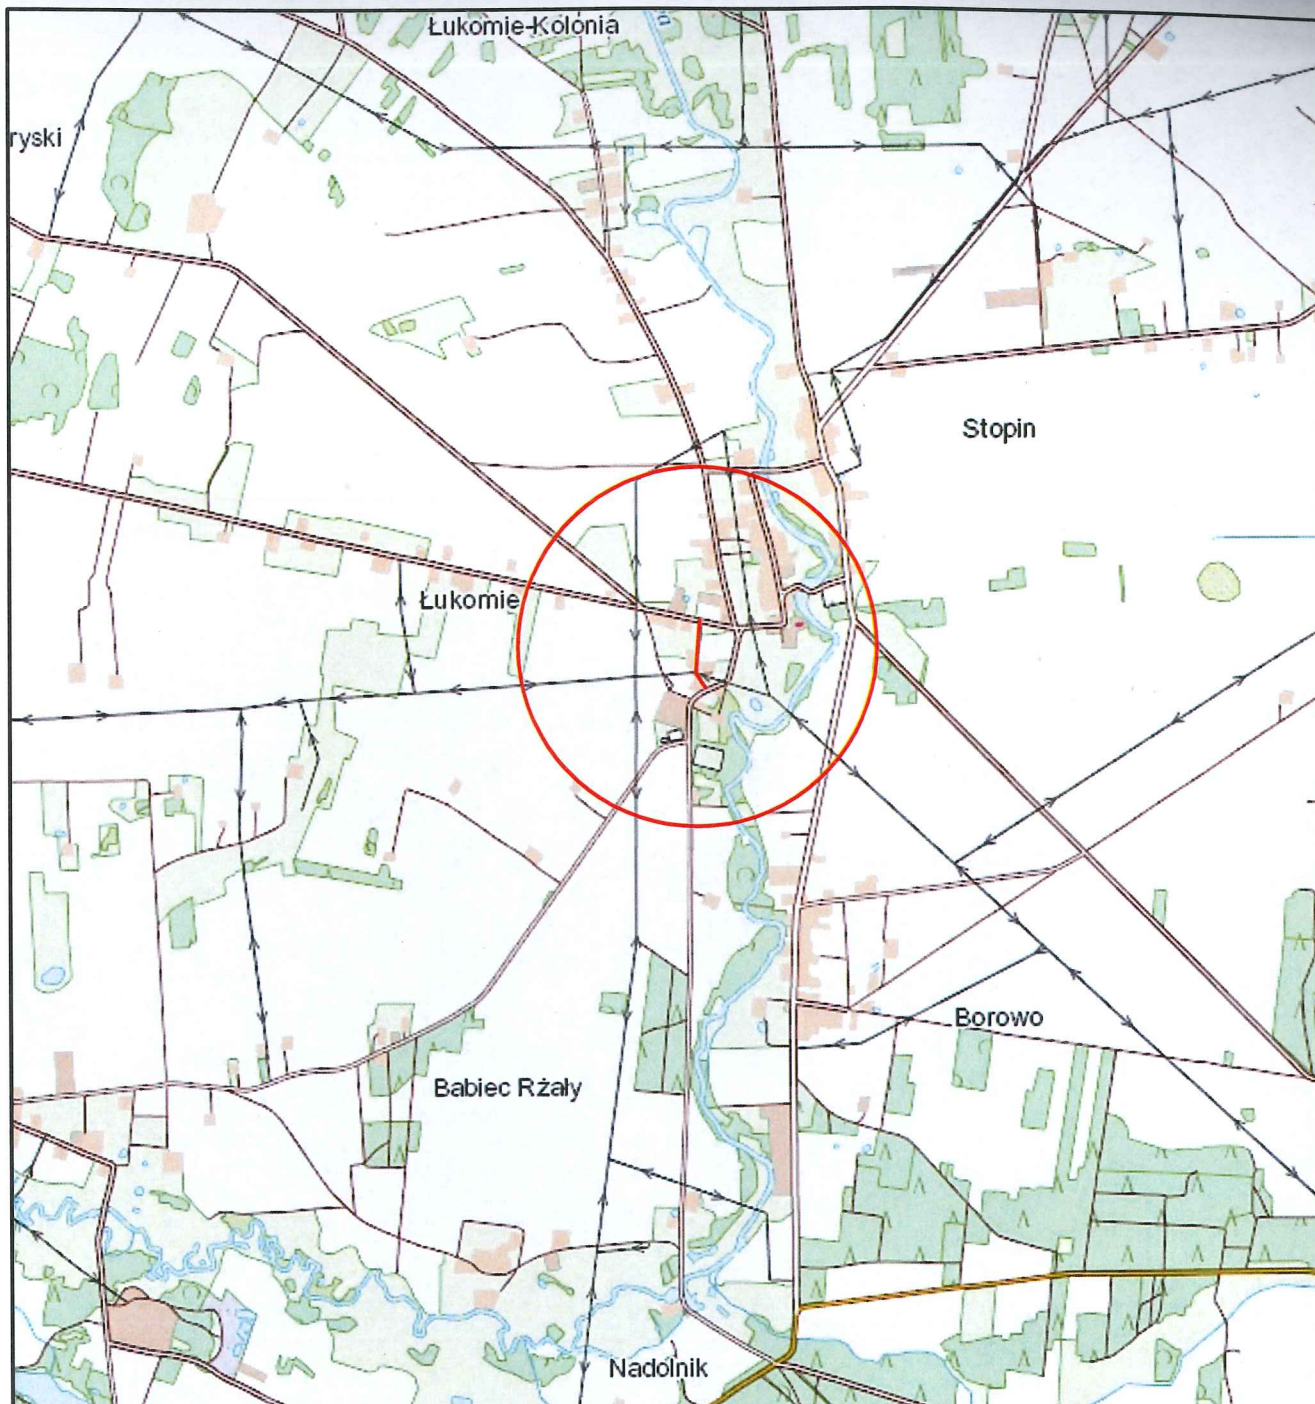 Łukomie-Kolonia
a
ryski
Stopin
Łukomie
Borowo
Babiec Rżały
Nadolnik